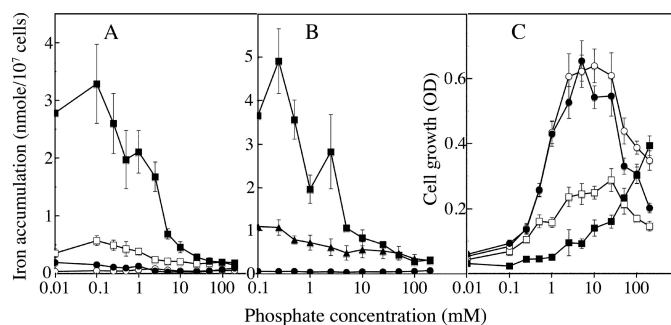 A
B
C
Iron accumulation (nmole/10⁷ cells)
4
3
2
1
0
0.01 0.1 1 10 100
6
5
4
3
2
1
0
0.1 1 10 100
Cell growth (OD)
0.6
0.4
0.2
0.01 0.1 1 10 100
Phosphate concentration (mM)